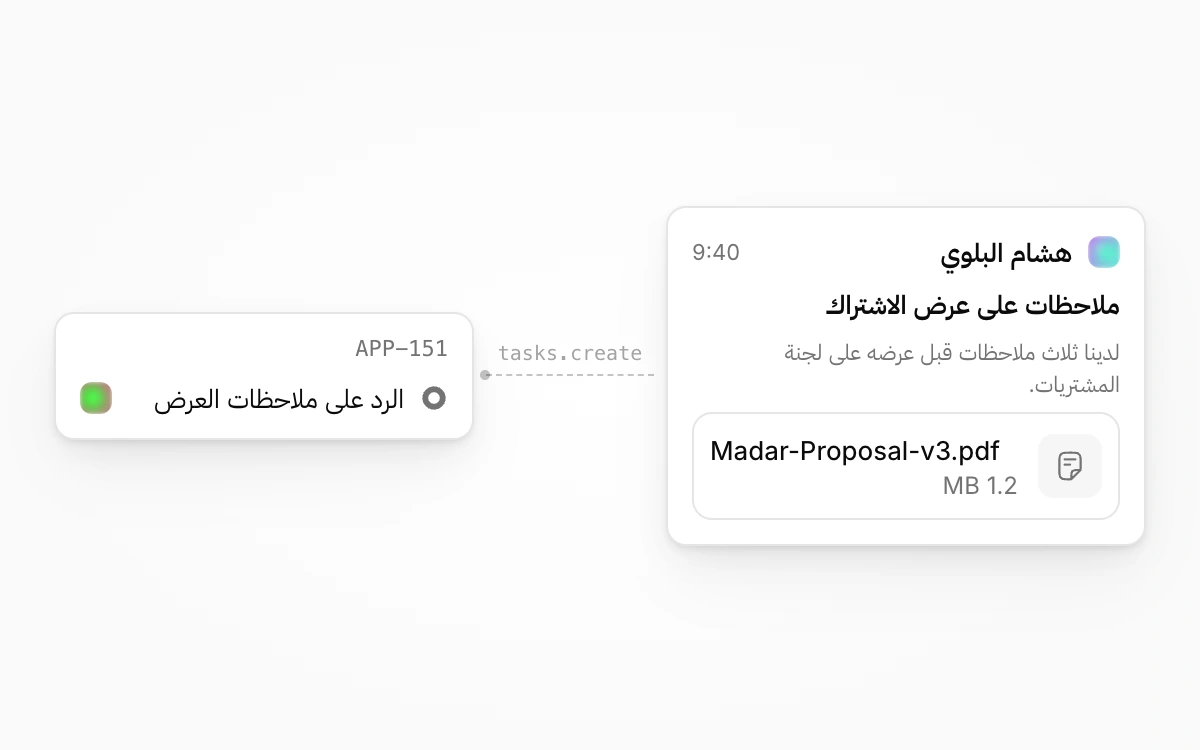 هشام البلوي
9:40
ملاحظات على عرض الاشتراك
لدينا ثلاث ملاحظات قبل عرضه على لجنة
المشتريات.
Madar-Proposal-v3.pdf
MB 1.2
tasks.create
APP-151
الرد على ملاحظات العرض